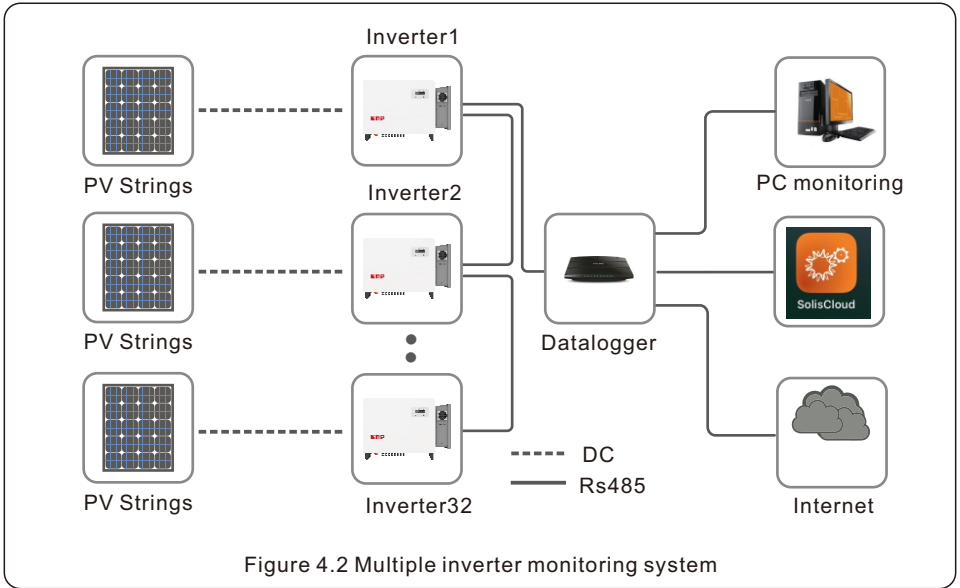 Inverter1
PV Strings
PC monitoring
Inverter2
PV Strings
SolisCloud
Datalogger
DC
Rs485
PV Strings
Inverter32
Internet
Figure 4.2 Multiple inverter monitoring system